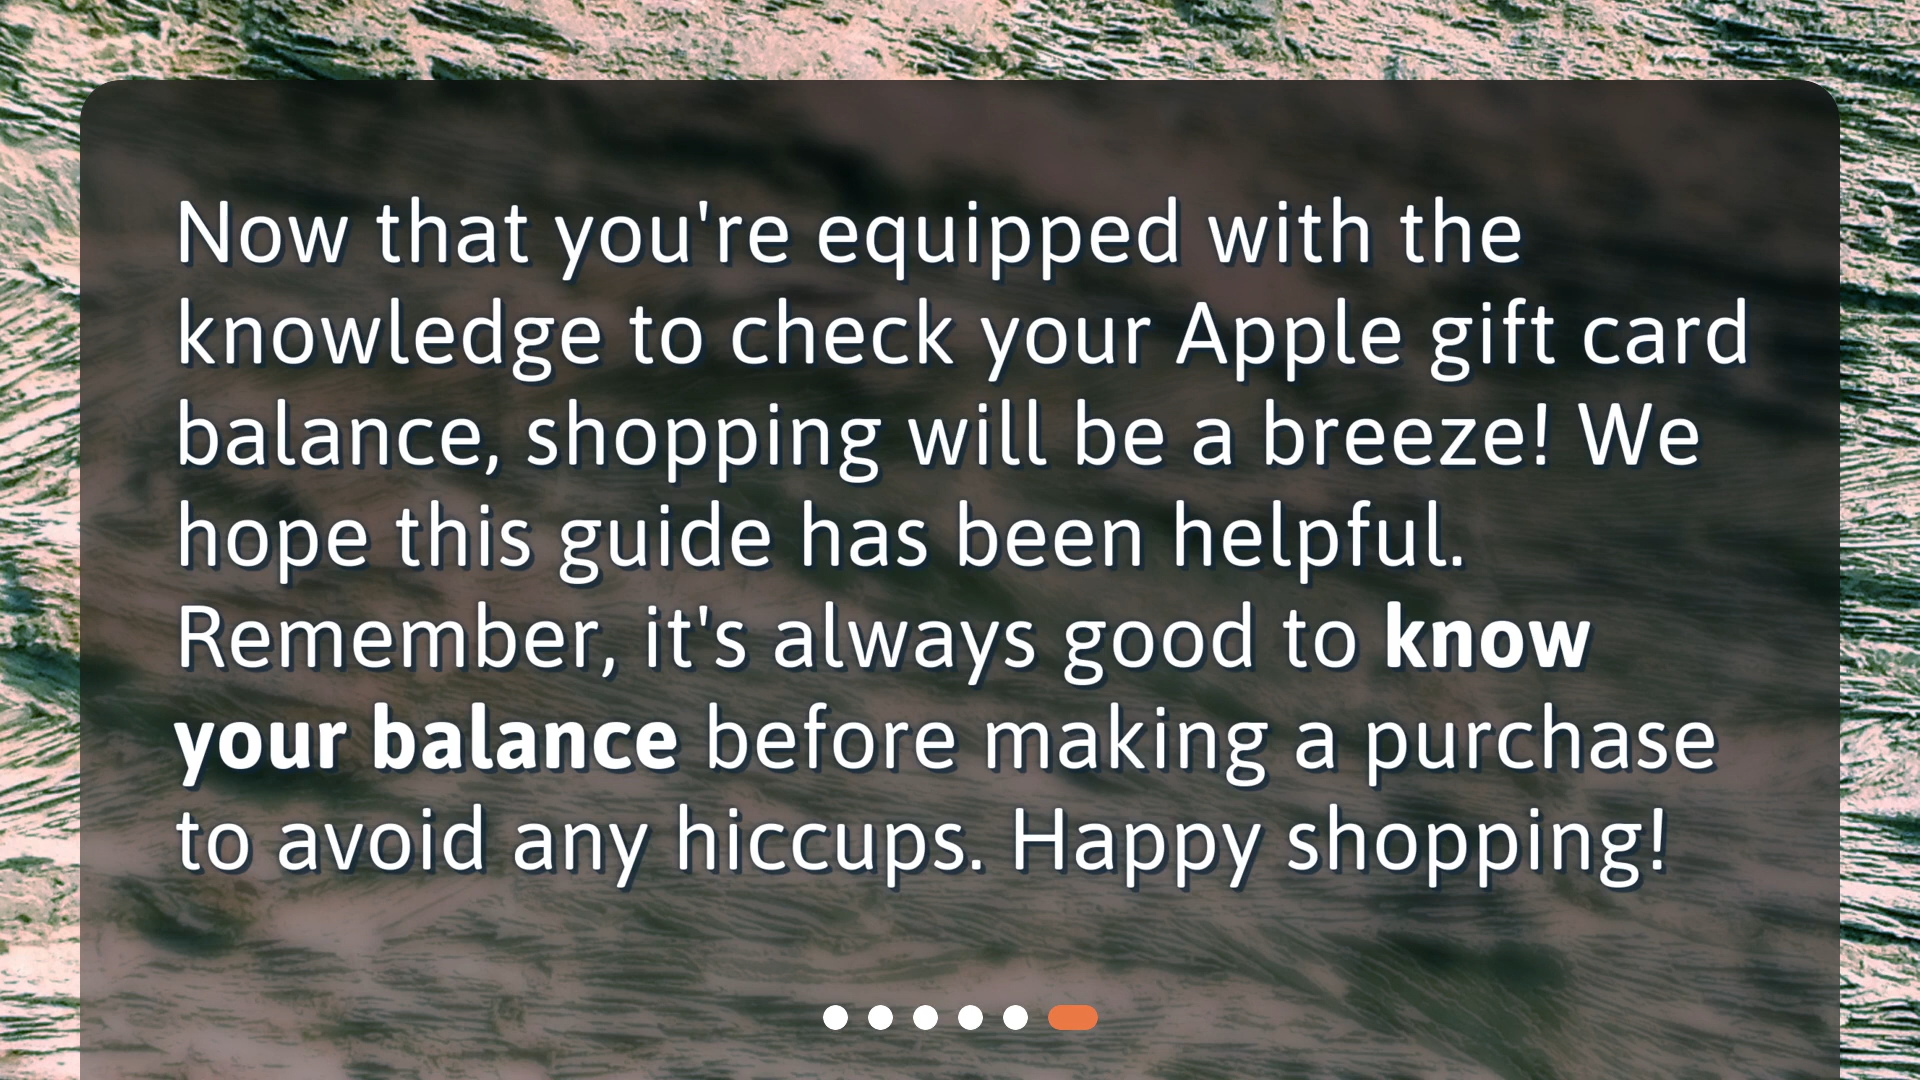 Now that you're equipped with the
knowledge to check your Apple gift card
balance, shopping will be a breeze! We
hope this guide has been helpful.
Remember, it's always good to know
your balance before making a purchase
to avoid any hiccups. Happy shopping!